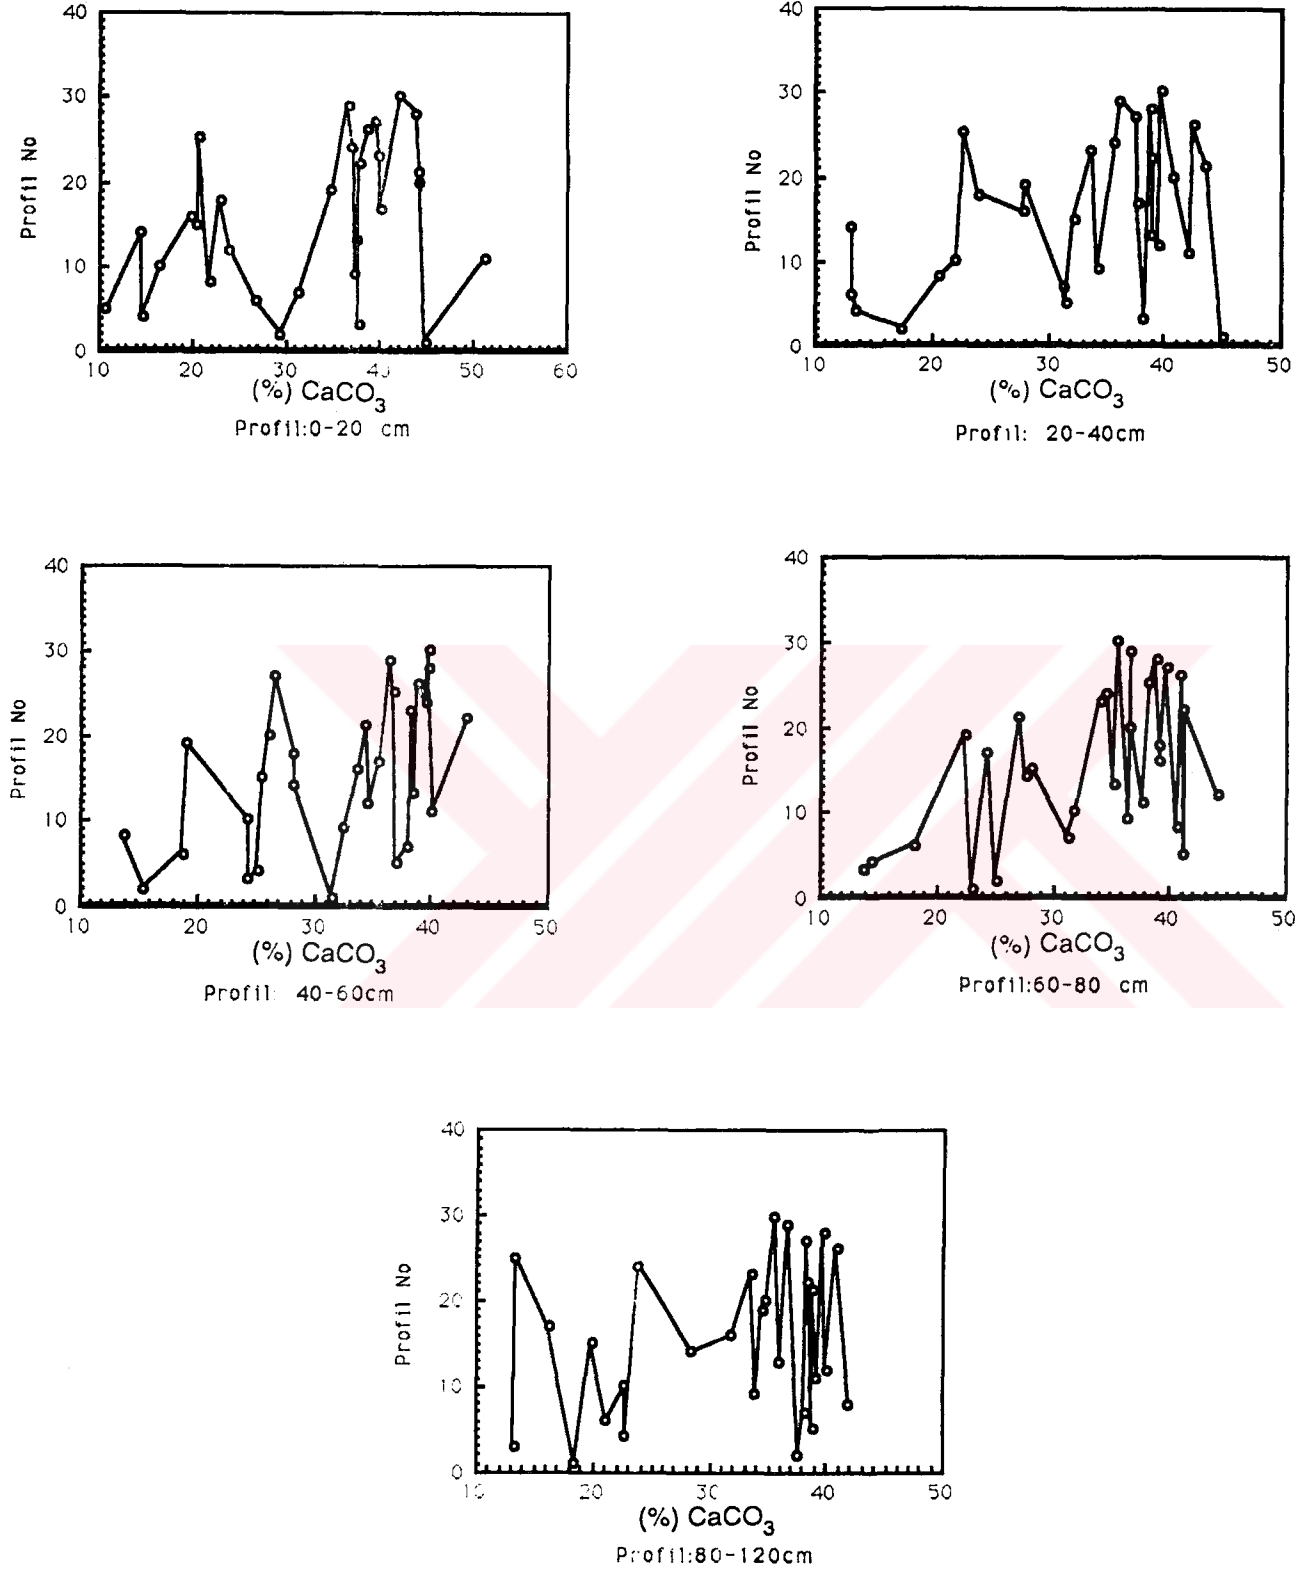 40
30
20
10
0
Profil No
10 20 30 40 50 60
(%) CaCO3
Profil:0-20 cm
40
30
20
10
0
Profil No
10 20 30 40 50
(%) CaCO3
Profil: 20-40cm
40
30
20
10
0
Profil No
10 20 30 40 50
(%) CaCO3
Profil: 40-60cm
40
30
20
10
0
Profil No
10 20 30 40 50
(%) CaCO3
Profil:60-80 cm
40
30
20
10
0
Profil No
10 20 30 40 50
(%) CaCO3
Profil:80-120cm